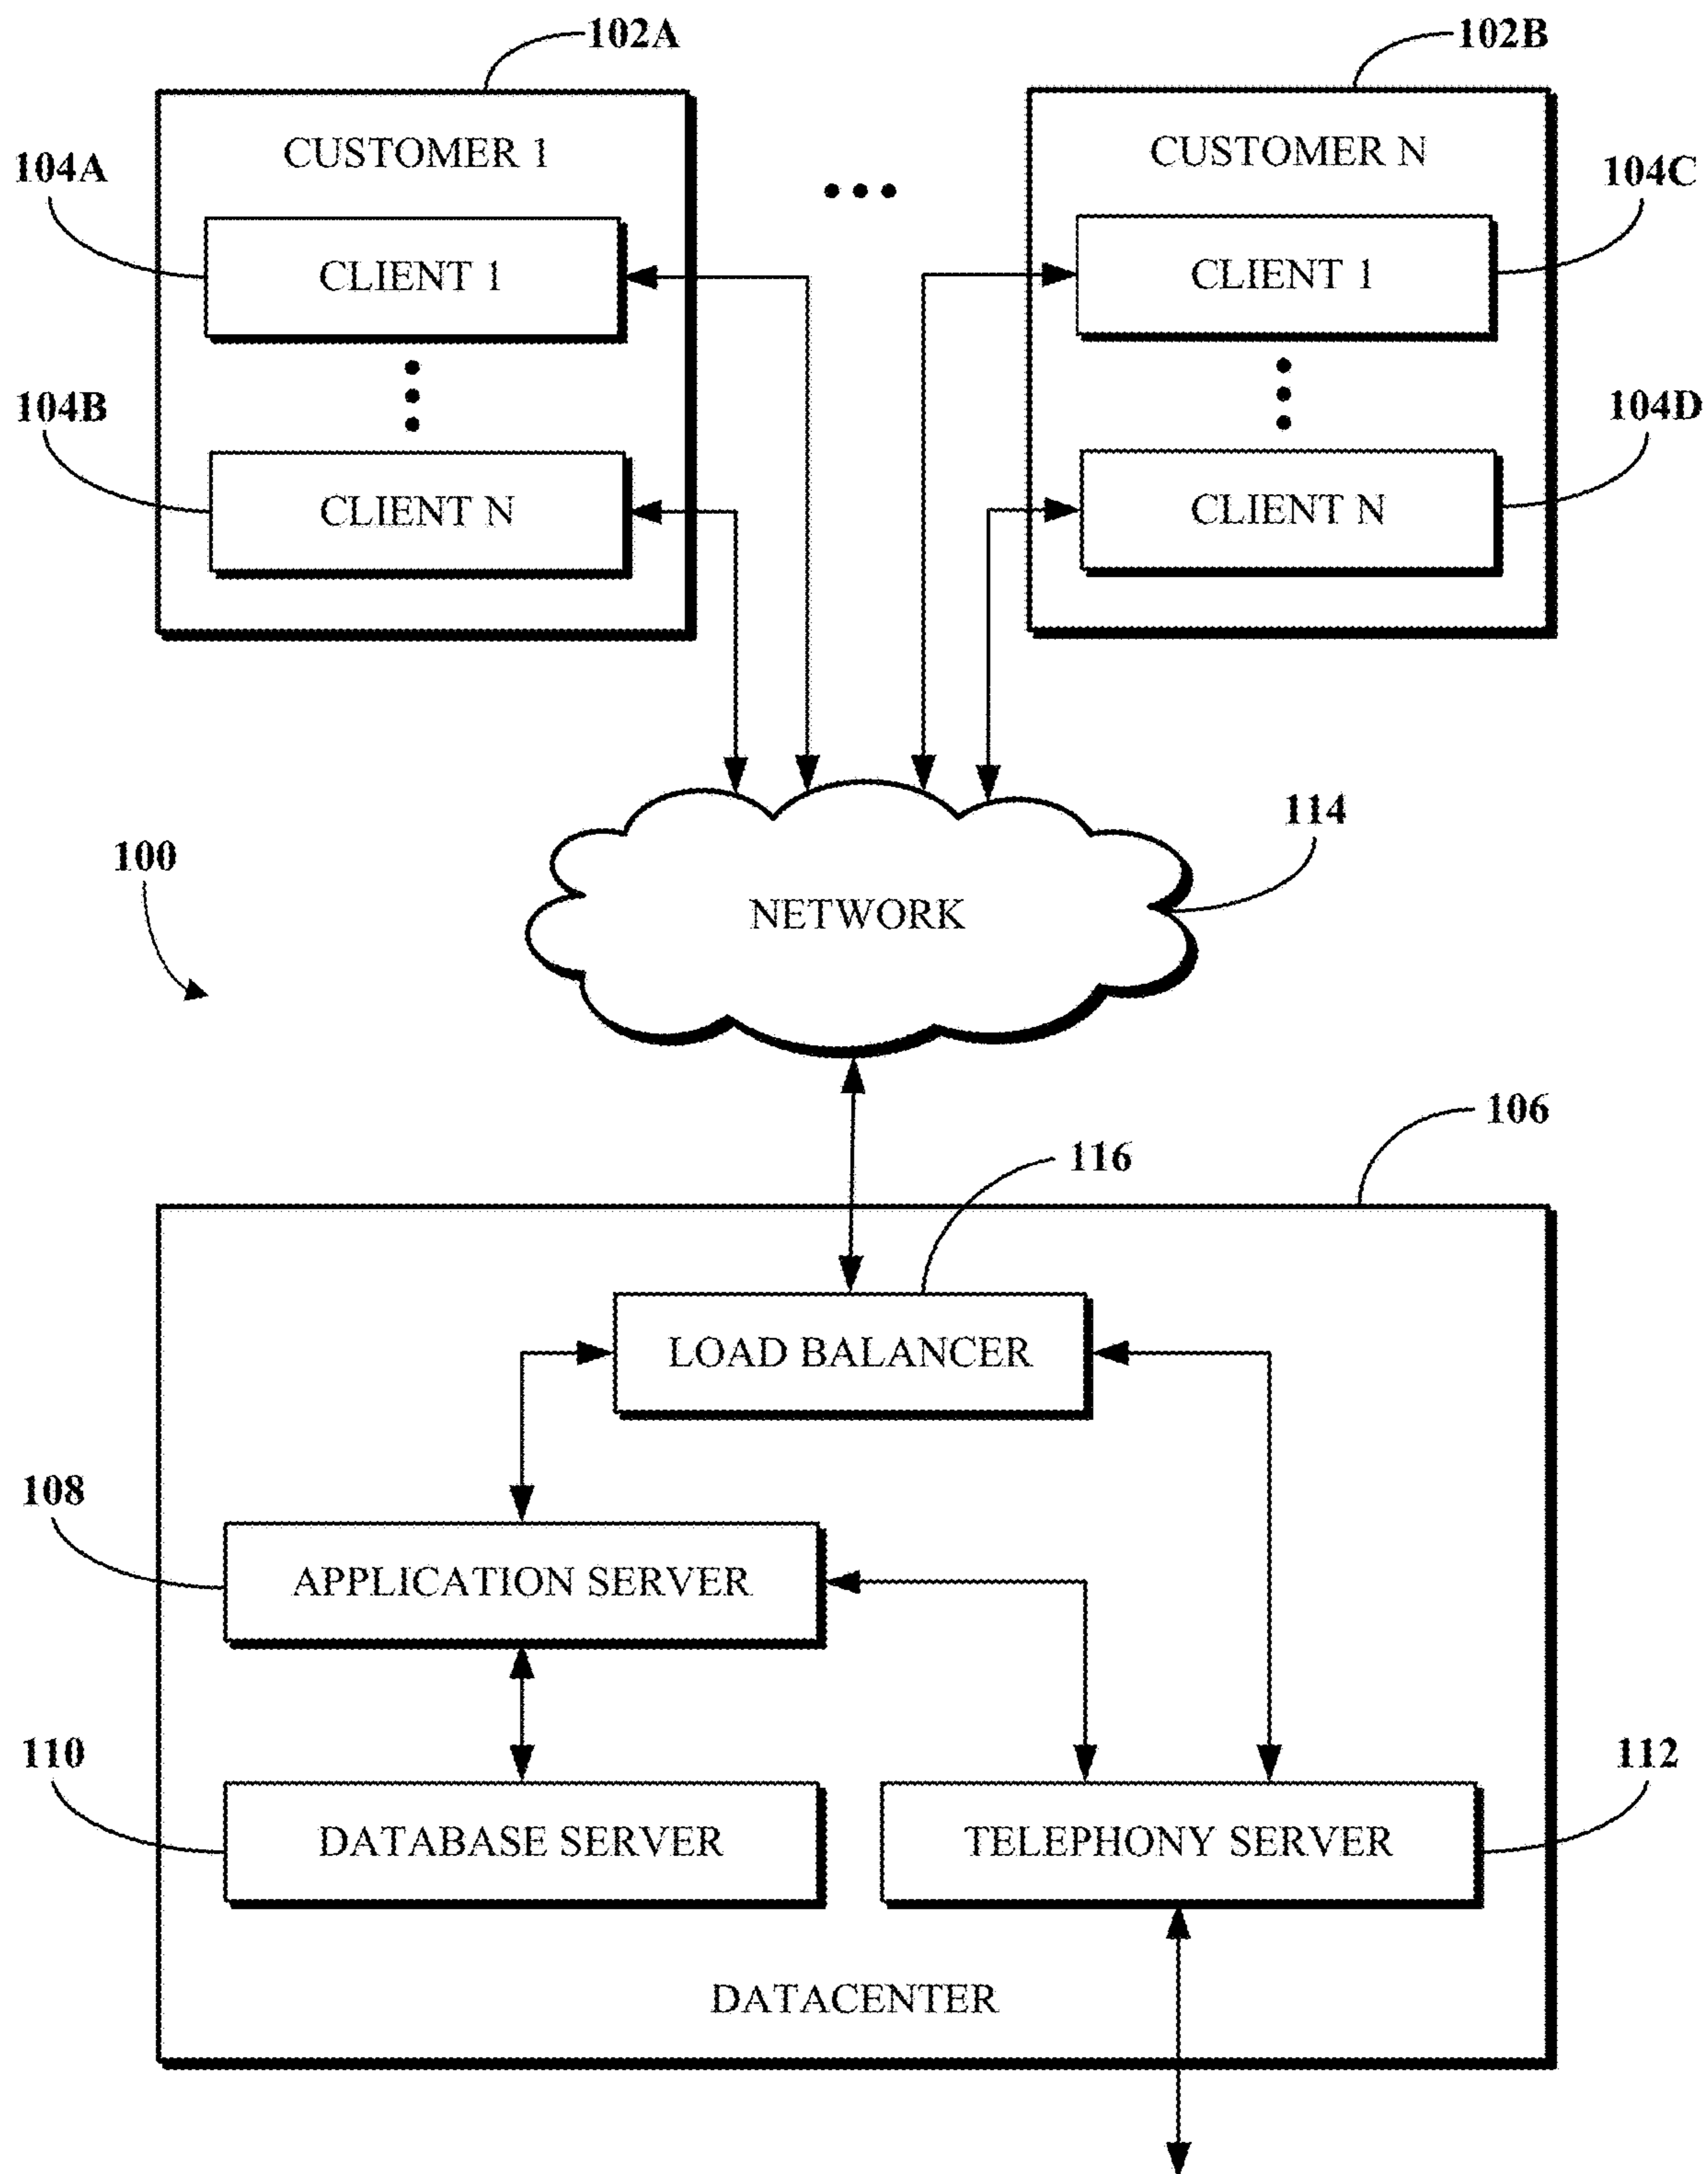 102A
102B
CUSTOMER 1
CUSTOMER N
104A
104C
CLIENT 1
CLIENT 1
104B
104D
CLIENT N
CLIENT N
114
100
NETWORK
106
116
LOAD BALANCER
108
APPLICATION SERVER
110
112
DATABASE SERVER
TELEPHONY SERVER
DATACENTER